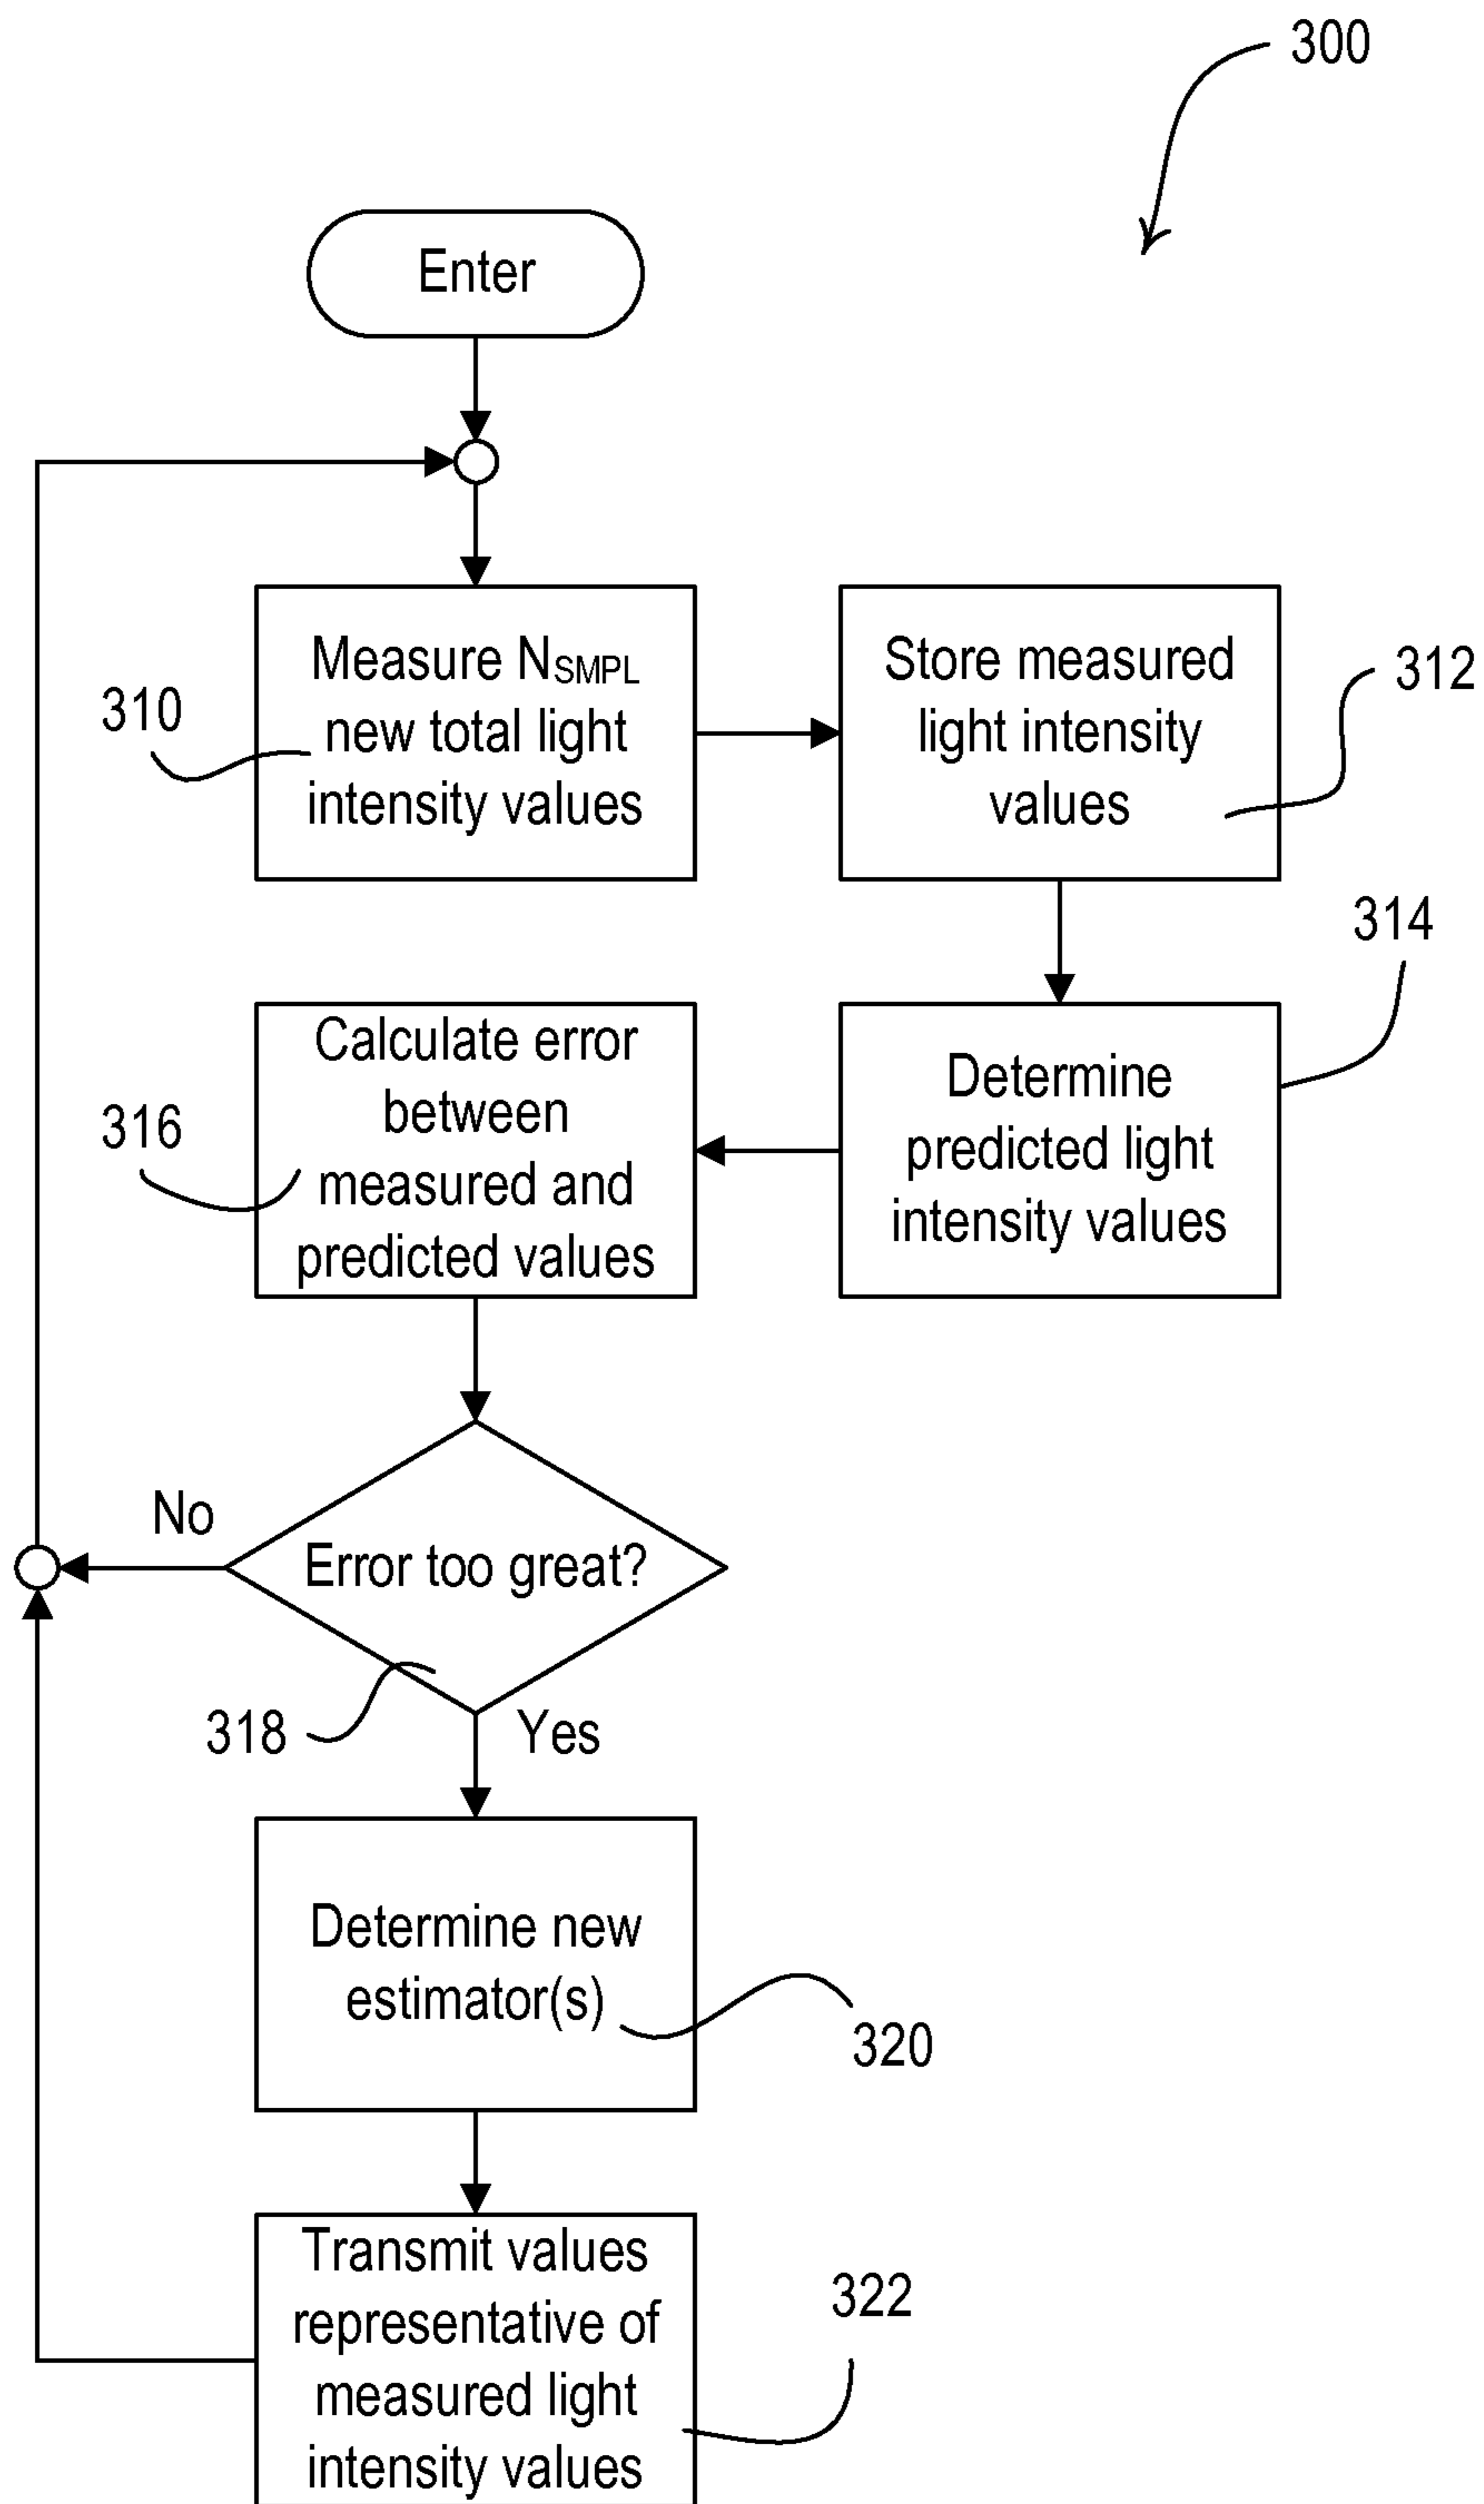 300
Enter
Measure NSMPL
new total light
intensity values
310
Store measured
light intensity
values
312
314
Calculate error
between
measured and
predicted values
316
Determine
predicted light
intensity values
No
Error too great?
318
Yes
Determine new
estimator(s)
320
Transmit values
representative of
measured light
intensity values
322